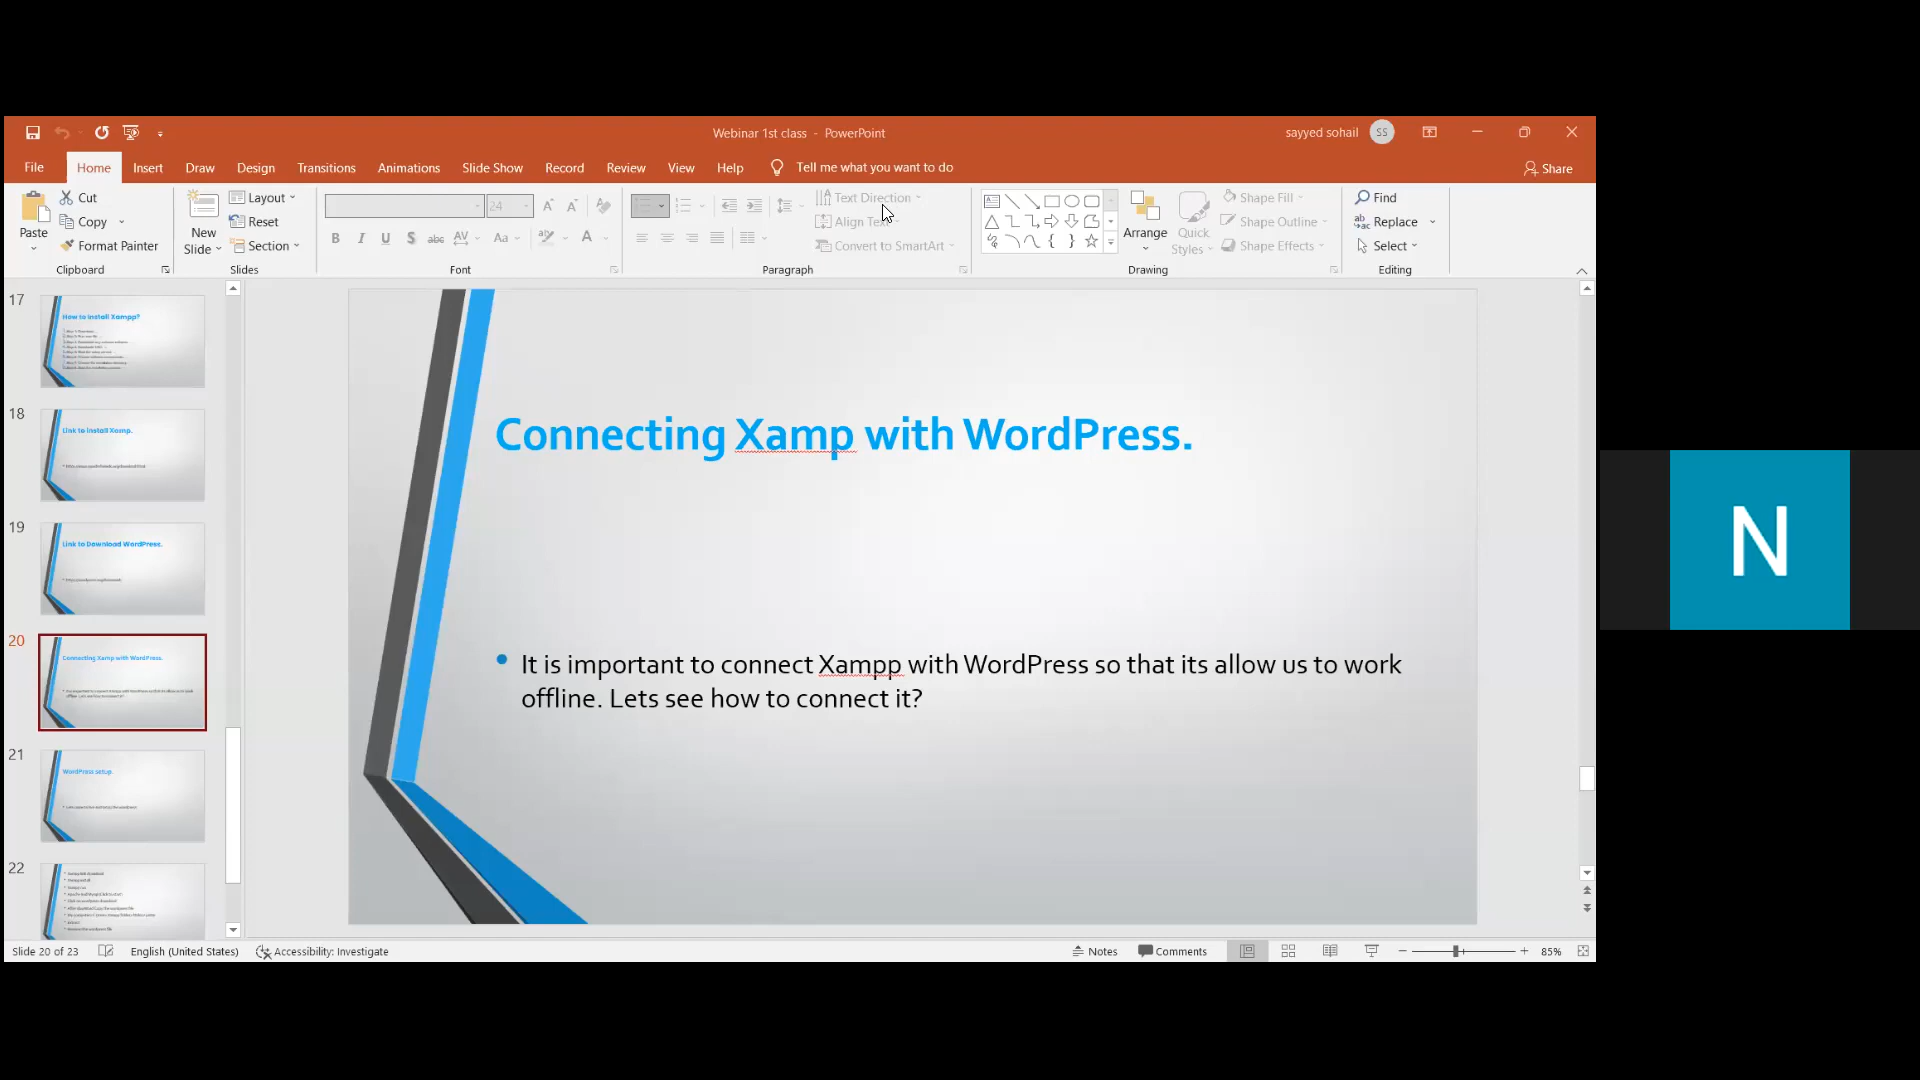 Webinar 1st class - PowerPoint
sayyed sohail SS
File Home Insert Draw Design Transitions Animations Slide Show Record Review View Help Tell me what you want to do Share
Paste
Cut
Copy
Format Painter
Clipboard
New Slide
Layout
Reset
Section
Slides
24
B I U S abc AV Aa A
Font
Text Direction
Align Text
Convert to SmartArt
Paragraph
Arrange
Quick Styles
Shape Fill
Shape Outline
Shape Effects
Drawing
Find
Replace
Select
Editing
17
How to install Xampp?
18
Link to install Xamp.
19
Link to Download WordPress.
20
Connecting Xamp with WordPress.
21
WordPress setup.
22
Connecting Xamp with WordPress.
• It is important to connect Xampp with WordPress so that its allow us to work
offline. Lets see how to connect it?
N
Slide 20 of 23 English (United States) Accessibility: Investigate Notes Comments 85%